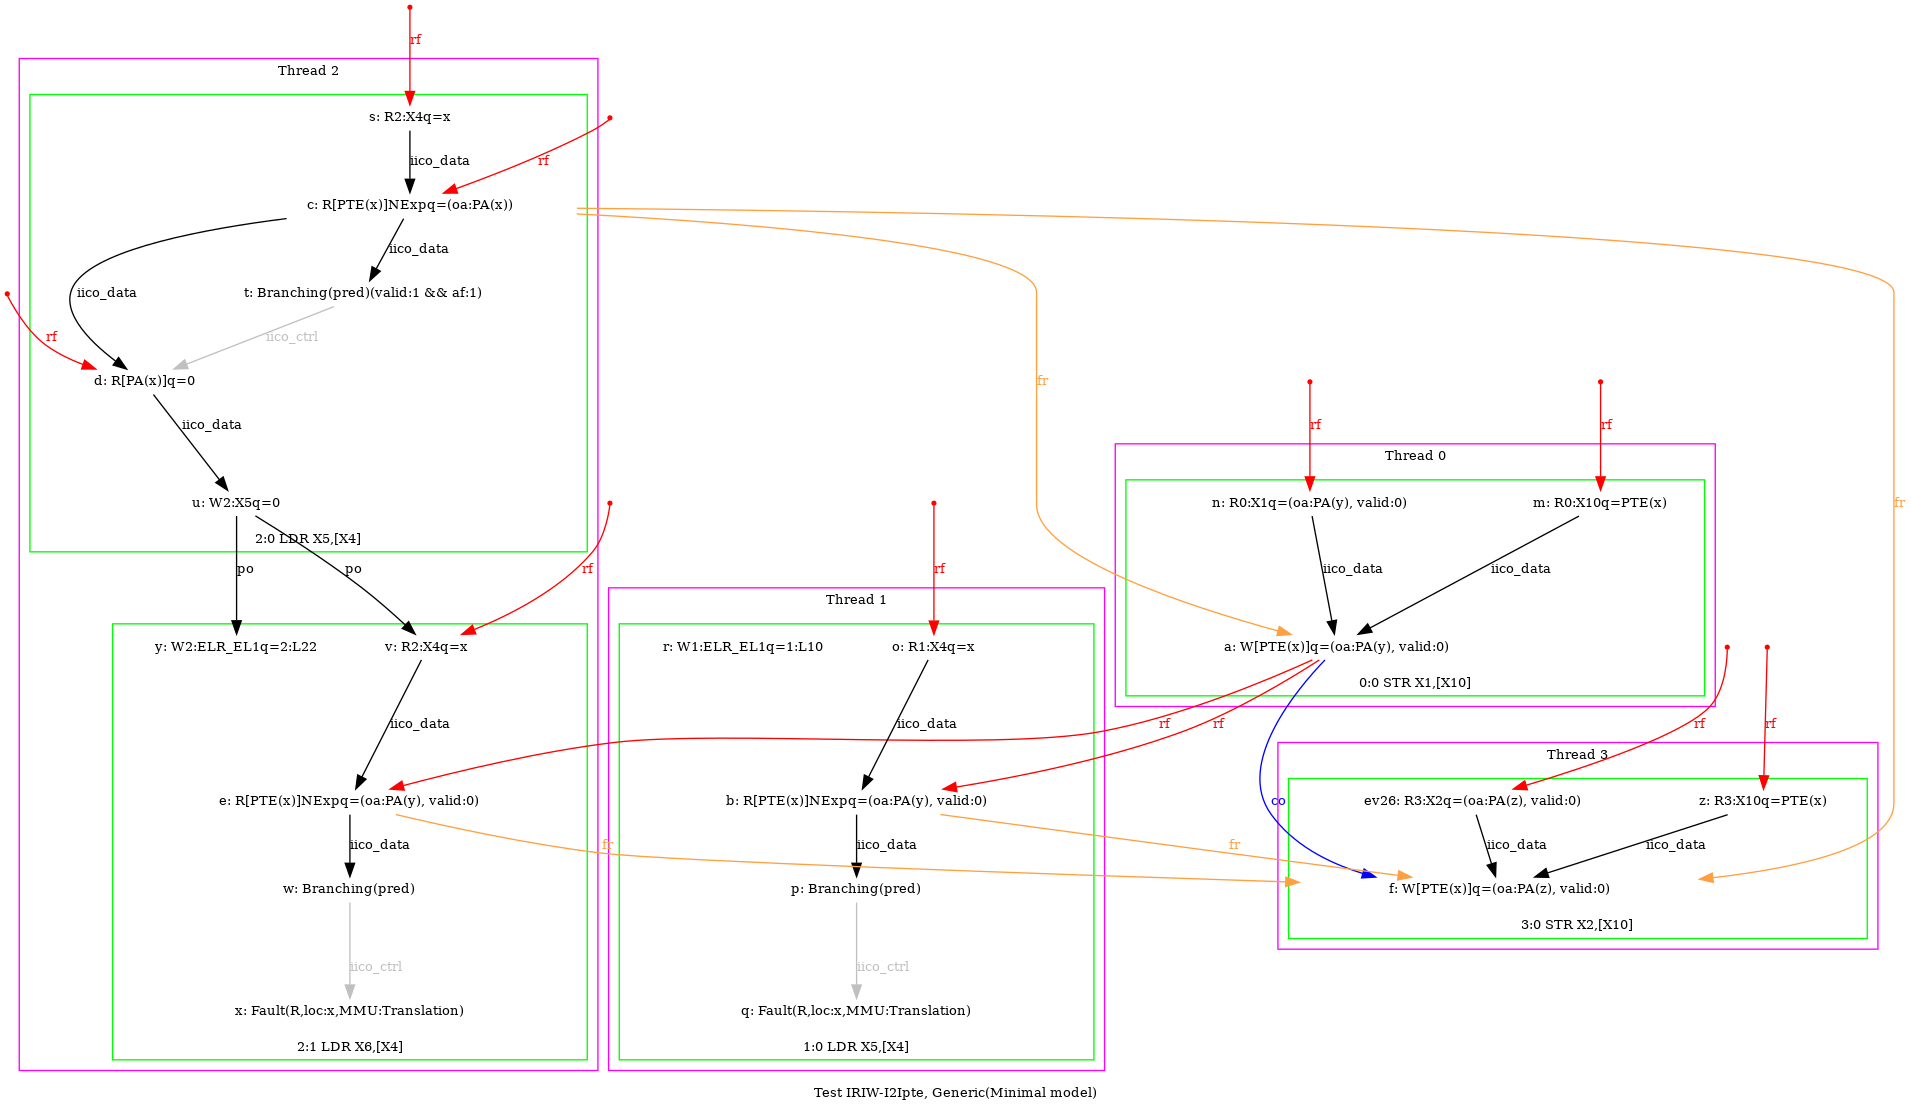 rf
Thread 2
s: R2:X4q=x
iico_data
rf
c: R[PTE(x)]NExpq=(oa:PA(x))
iico_data
iico_data
t: Branching(pred)(valid:1 && af:1)
rf
iico_ctrl
d: R[PA(x)]q=0
fr
iico_data
rf
rf
Thread 0
u: W2:X5q=0
n: R0:X1q=(oa:PA(y), valid:0)
m: R0:X10q=PTE(x)
fr
2:0 LDR X5,[X4]
po
po
rf
rf
iico_data
iico_data
Thread 1
y: W2:ELR_EL1q=2:L22
v: R2:X4q=x
r: W1:ELR_EL1q=1:L10
o: R1:X4q=x
a: W[PTE(x)]q=(oa:PA(y), valid:0)
0:0 STR X1,[X10]
iico_data
iico_data
rf
rf
rf
rf
Thread 3
e: R[PTE(x)]NExpq=(oa:PA(y), valid:0)
b: R[PTE(x)]NExpq=(oa:PA(y), valid:0)
co
ev26: R3:X2q=(oa:PA(z), valid:0)
z: R3:X10q=PTE(x)
iico_data
fr
iico_data
fr
iico_data
iico_data
w: Branching(pred)
p: Branching(pred)
f: W[PTE(x)]q=(oa:PA(z), valid:0)
3:0 STR X2,[X10]
iico_ctrl
iico_ctrl
x: Fault(R,loc:x,MMU:Translation)
q: Fault(R,loc:x,MMU:Translation)
2:1 LDR X6,[X4]
1:0 LDR X5,[X4]
Test IRIW-I2Ipte, Generic(Minimal model)